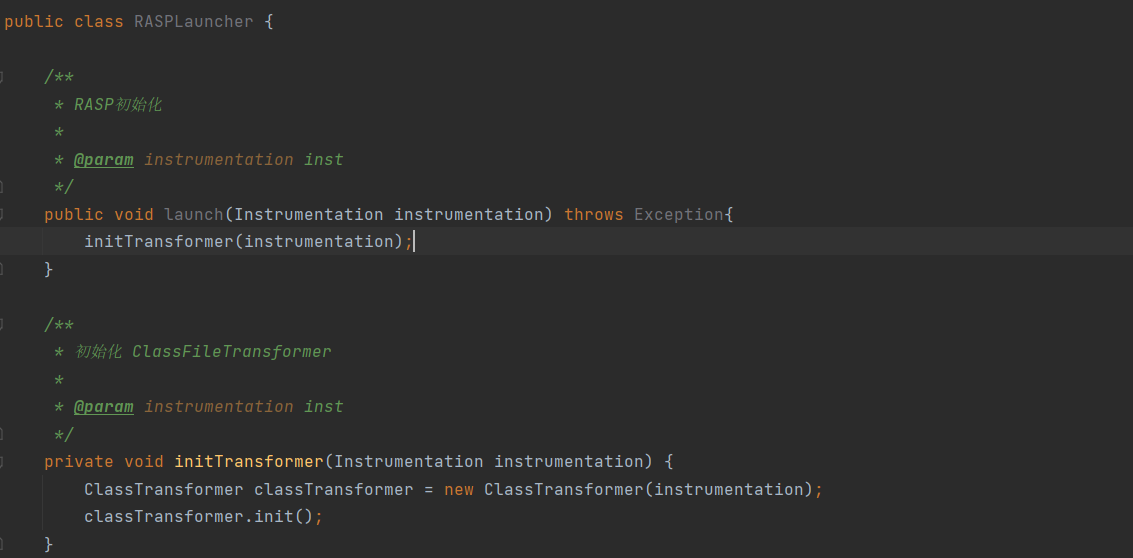 public class RASPLauncher {
/**
* RASP初始化
*
* @param instrumentation inst
*/
public void launch(Instrumentation instrumentation) throws Exception{
initTransformer(instrumentation);
}
/**
* 初始化 ClassFileTransformer
*
* @param instrumentation inst
*/
private void initTransformer(Instrumentation instrumentation) {
ClassTransformer classTransformer = new ClassTransformer(instrumentation);
classTransformer.init();
}